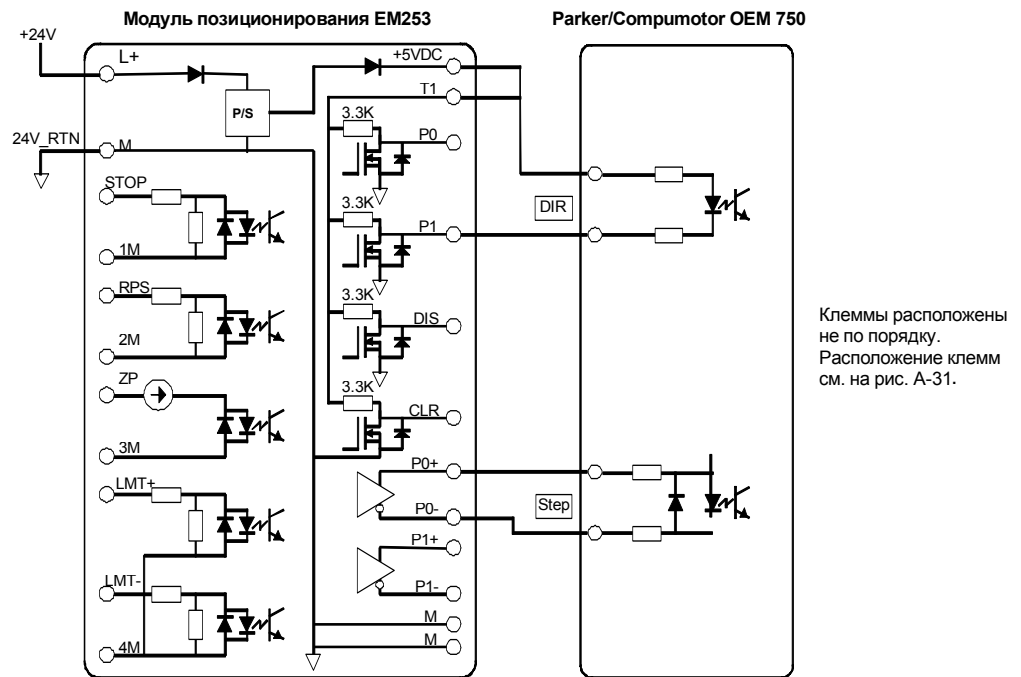 Модуль позиционирования EM253
Parker/Compumotor OEM 750
+24V
L+
+5VDC
T1
P/S
3.3K
P0
24V_RTN
M
STOP
3.3K
DIR
P1
1M
RPS
3.3K
DIS
2M
Клеммы расположены
не по порядку.
Расположение клемм
см. на рис. A-31.
ZP
3.3K
CLR
3M
P0+
LMT+
Step
P0-
P1+
LMT-
P1-
M
4M
M